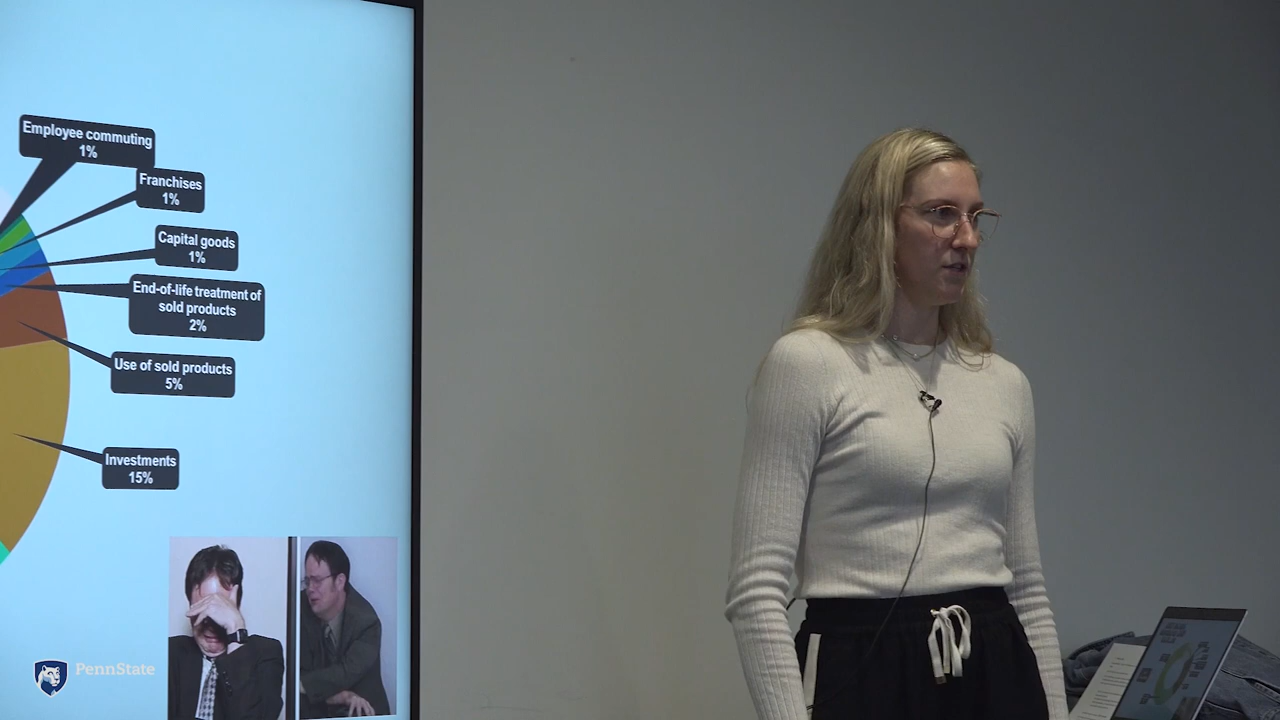 Employee commuting
1%
Franchises
1%
Capital goods
1%
End-of-life treatment of
sold products
2%
Use of sold products
5%
Investments
15%
PennState